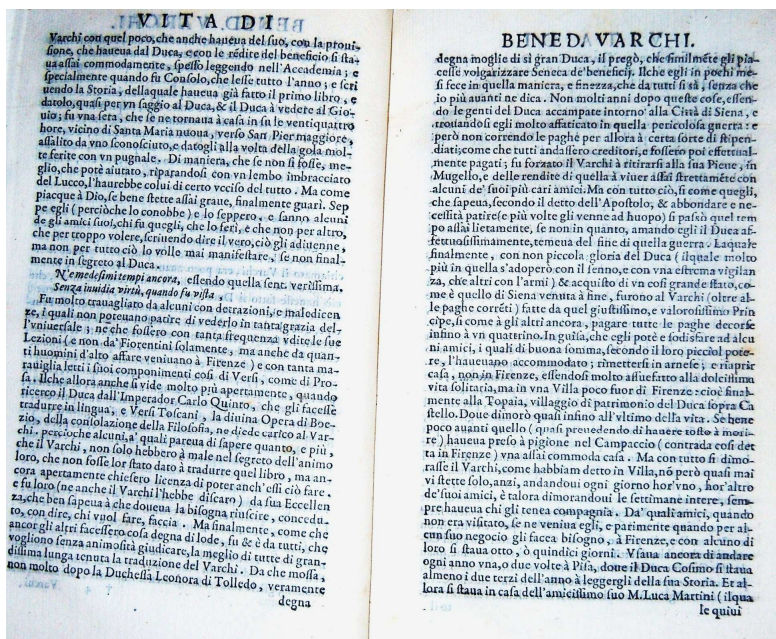 VITA DI
Varchi con quel poco, che anche haueua del suo, con la proui-
sione, che haueua dal Duca, e con le rēdite del beneficio si sta-
ua assai commodamente, spesso leggendo nell'Accademia; e
specialmente quando fu Consolo, che lesse tutto l'anno; e scri
uendo la Storia, della quale haueua già fatto il primo libro, e
datolo, quasi per vn saggio al Duca, & il Duca à vedere al Gio-
uio; fu vna sera, che se ne tornaua à casa in su le ventiquattro
hore, vicino di Santa Maria nuoua, verso San Pier maggiore,
assalito da vno sconosciuto, e datogli alla volta della gola mol-
te ferite con vn pugnale. Di maniera, che se non si fosse, me-
glio, che potè aiutato, riparandosi con vn lembo imbracciato
del Lucco, l'haurebbe colui di certo vcciso del tutto. Ma come
piacque à Dio, se bene stette assai graue, finalmente guarì. Sep
pe egli (perciòche lo conobbe) e lo seppero, e sanno alcuni
de gli amici suoi, chi fu quegli, che lo ferì, e che non per altro,
che per troppo volere, scriuendo dire il vero, ciò gli adiuenne,
ma non per tutto ciò lo volle mai manifestare, se non final-
mente in segreto al Duca.
N'e medesimi tempi ancora, essendo quella sent. verissima.
Senza inuidia virtù, quando fu vista,
Fu molto trauagliato da alcuni con detrazioni, e maledicen
ze, i quali non poteuano patire di vederlo in tanta grazia del-
l'vniuersale; ne che fossero con tanta frequenza vdite le sue
Lezioni (e non da' Fiorentini solamente, ma anche da quan-
ti huomini d'alto affare veniuano à Firenze) e con tanta ma-
rauiglia letti i suoi componimenti così di Versi, come di Pro-
sa. Ilche allora anche si vide molto più apertamente, quando
ricerco il Duca dall'Imperador Carlo Quinto, che gli facesse
tradurre in lingua, e Versi Toscani, la diuina Opera di Boe-
zio, della consolazione della Filosofia, ne diede carico al Var-
chi. percioche alcuni, a' quali pareua di sapere quanto, e più,
che il Varchi, non solo hebbero à male nel segreto dell'animo
loro, che non fosse lor stato dato à tradurre quel libro, ma an-
cora apertamente chiesero licenza di poter anch'essi ciò fare.
e fu loro (ne anche il Varchi l'hebbe discaro) da sua Eccellen
za, che ben sapeua à che doueua la bisogna riuscire, concedu-
to, con dire, chi vuol fare, faccia. Ma finalmente, come che
ancor gli altri facessero cosa degna di lode, fu & è da tutti, che
vogliono senza animosità giudicare, la meglio di tutte di gran-
dissima lunga tenuta la traduzione del Varchi. Da che mossa,
non molto dopo la Duchessa Leonora di Tolledo, veramente
degna
BENED. VARCHI.
degna moglie di sì gran Duca, il pregò, che similmēte gli pia-
cesse volgarizzare Seneca de' beneficij. Ilche egli in pochi me-
si fece in quella maniera, e finezza, che da tutti si sà, senza che
io più auanti ne dica. Non molti anni dopo queste cose, essen-
do le genti del Duca accampate intorno alla Città di Siena, e
trouandosi egli molto affaticato in quella pericolosa guerra: e
però non correndo le paghe per allora à certa sorte di stipen-
diati; come che tutti andassero creditori, e fossero poi effettual-
mente pagati; fu forzato il Varchi à ritirarsi alla sua Pieue, in
Mugello, e delle rendite di quella à viuer assai strettamēte con
alcuni de' suoi più cari amici. Ma con tutto ciò, si come quegli,
che sapeua, secondo il detto dell'Apostolo, & abbondare e ne-
cessità patire (e più volte gli venne ad huopo) si passò quel tem
po assai lietamente, se non in quanto, amando egli il Duca af-
fettuosissimamente, temeua del fine di quella guerra. Laquale
finalmente, con non piccola gloria del Duca (ilquale molto
più in quella s'adoperò con il senno, e con vna estrema vigilan
za, che altri con l'armi) & acquisto di vn così grande stato, co-
me è quello di Siena venuta à fine, furono al Varchi (oltre al-
le paghe corrēti) fatte da quel giustissimo, e valorosissimo Prin
cipe, si come à gli altri ancora, pagare tutte le paghe decorse
infino à vn quattrino. In guisa, che egli potè e sodisfare ad alcu
ni amici, i quali di buona somma, secondo il loro picciol pote-
re, l'haueuano accommodato; rimettersi in arnese; e riaprir
casa, non in Firenze, essendosi molto assuefatto alla dolcissima
vita solitaria, ma in vna Villa poco fuor di Firenze: cioè final-
mente alla Topaia, villaggio di patrimonio del Duca sopra Ca
stello. Doue dimorò quasi infino all'vltimo della vita. Se bene
poco auanti quello (quasi preuedendo di hauere tosto à mori-
re) haueua preso à pigione nel Campaccio (contrada così det
ta in Firenze) vna assai commoda casa. Ma con tutto si dimo-
rasse il Varchi, come habbiam detto in Villa, nō però quasi mai
vi stette solo, anzi, andandoui ogni giorno hor'vno, hor'altro
de' suoi amici, è talora dimorandoui le settimane intere, sem-
pre haueua chi gli tenea compagnia. Da' quali amici, quando
non era visitato, se ne veniua egli, e parimente quando per al-
cun suo negocio gli facea bisogno, à Firenze, e con alcuno di
loro si staua otto, ò quindici giorni. Vsaua ancora di andare
ogni anno vna, o due volte à Pisa, doue il Duca Cosimo si staua
almeno i due terzi dell'anno à leggergli della sua Storia. Et al-
lora si staua in casa dell'amicissimo suo M. Luca Martini (ilqua
le quiui